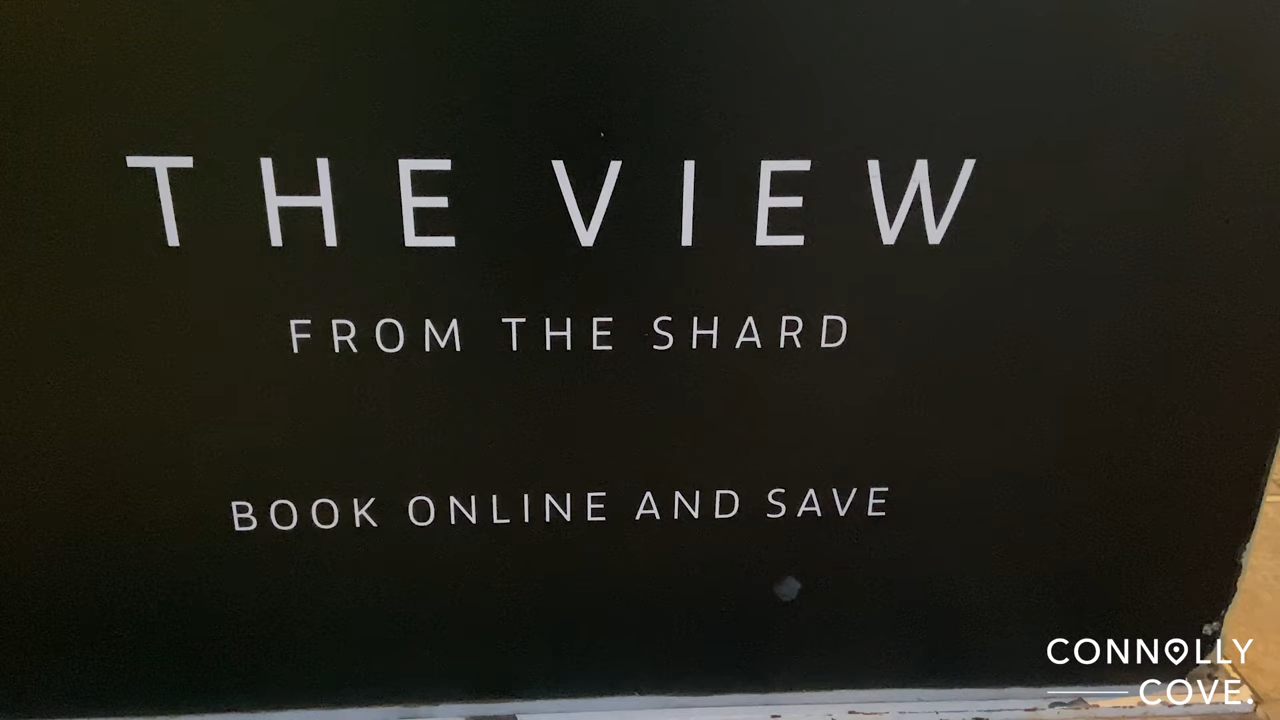 THE VIEW
FROM THE SHARD
BOOK ONLINE AND SAVE
CONNOLLY
COVE.